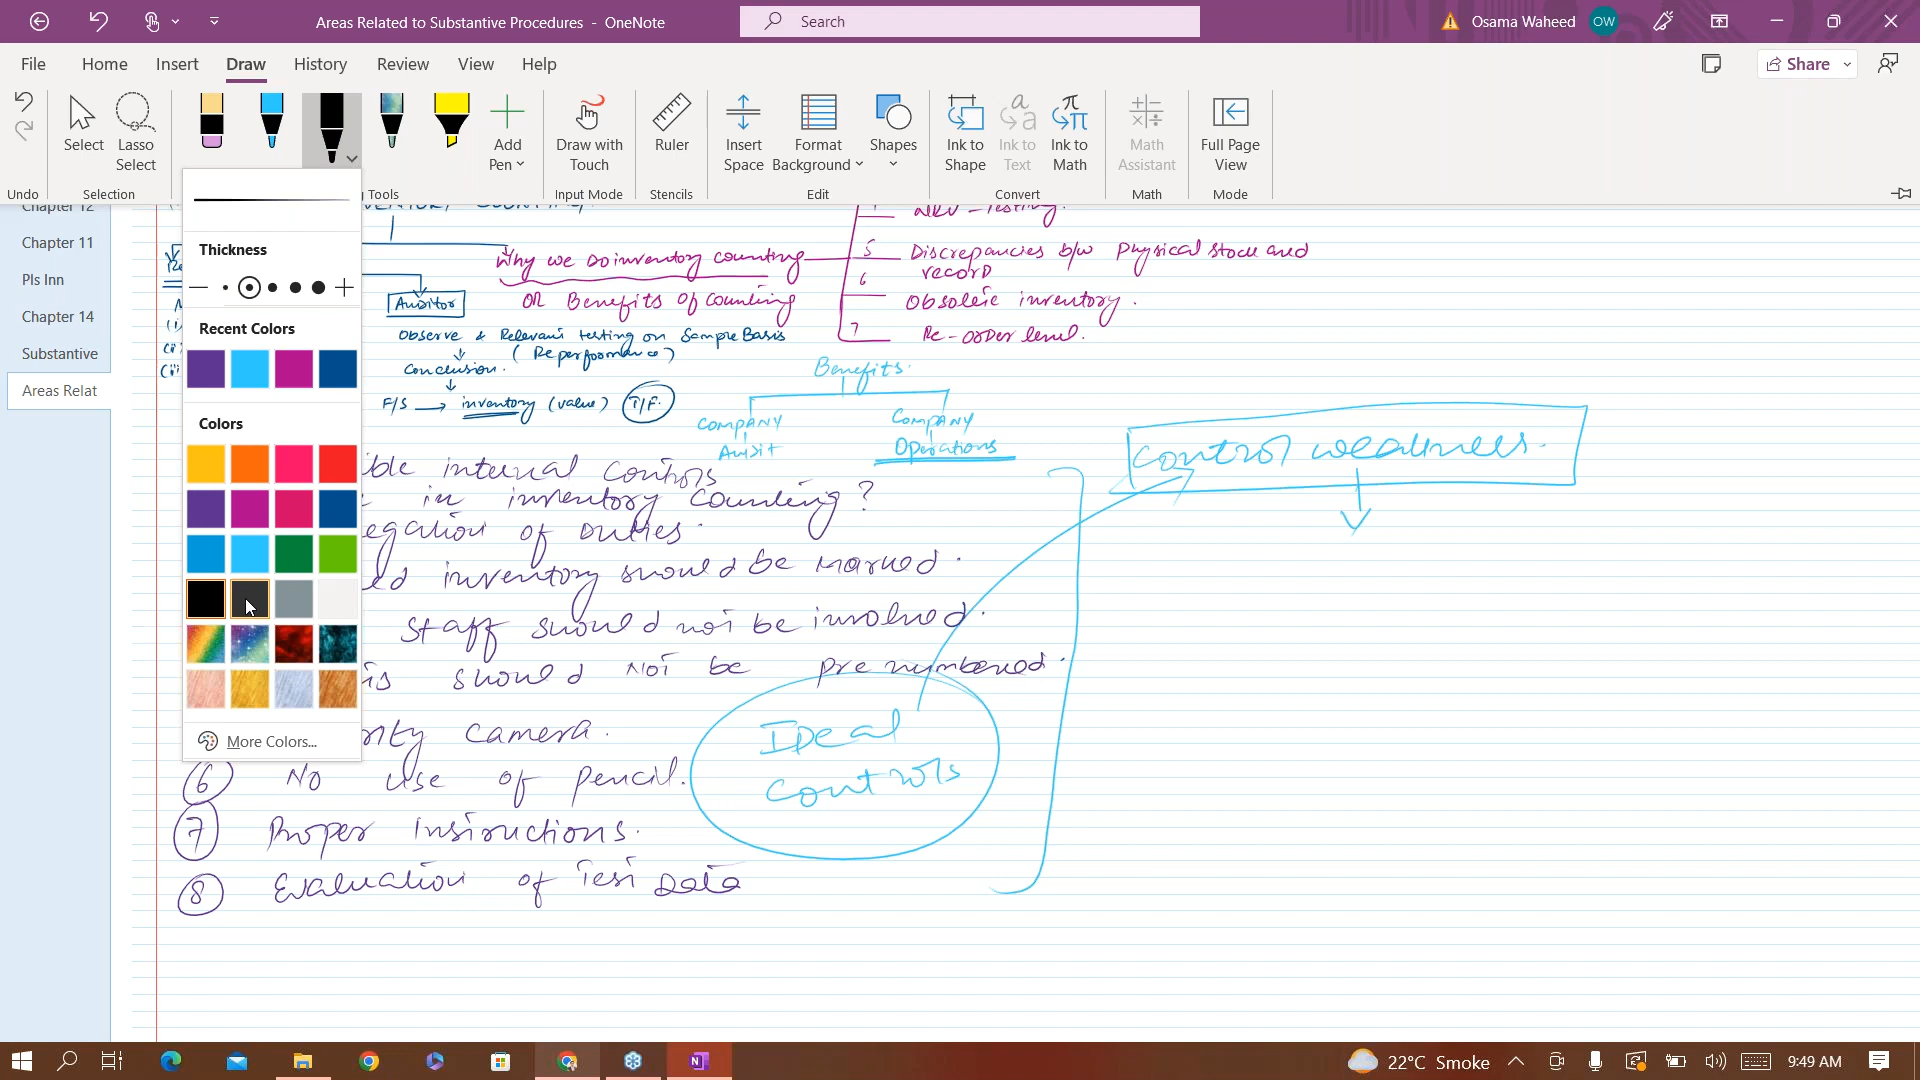 Areas Related to Substantive Procedures - OneNote
Search
Osama Waheed
OW
File
Home
Insert
Draw
History
Review
View
Help
Share
Select
Lasso Select
Add Pen
Draw with Touch
Ruler
Insert Space
Format Background
Shapes
Ink to Shape
Ink to Text
Ink to Math
Math Assistant
Full Page View
Undo
Selection
Tools
Input Mode
Stencils
Edit
Convert
Math
Mode
Chapter 12
Chapter 11
Pls Inn
Chapter 14
Substantive
Areas Relat
Thickness
Recent Colors
Colors
More Colors...
NRV - Testing.
Why we do inventory counting
OR Benefits of counting
5 Discrepancies b/w physical stock and record
6 Obsolete inventory.
7 Re-order level.
Auditor
Observe & Relevant testing on Sample Basis
(Reperformance)
Conclusion.
F/S → inventory (value) T/F.
Benefits.
Company Audit
Company Operations
Control weakness.
ible internal controls
in inventory counting?
egation of duties.
ed inventory should be marked.
staff should not be involved.
should not be pre numbered.
rity camera.
Ideal Controls
6 No use of pencil.
7 Proper Instructions.
8 Evaluation of Test Data
22°C Smoke
9:49 AM